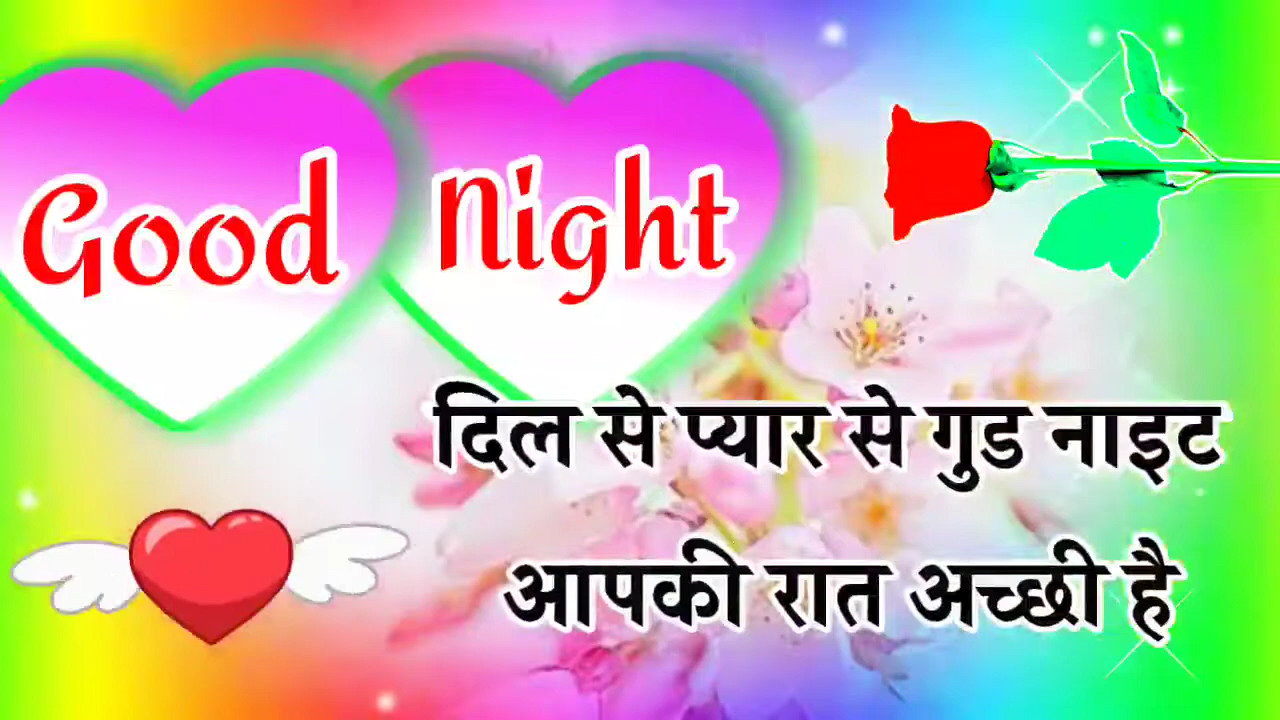 Good Night
दिल से प्यार से गुड नाइट
आपकी रात अच्छी है